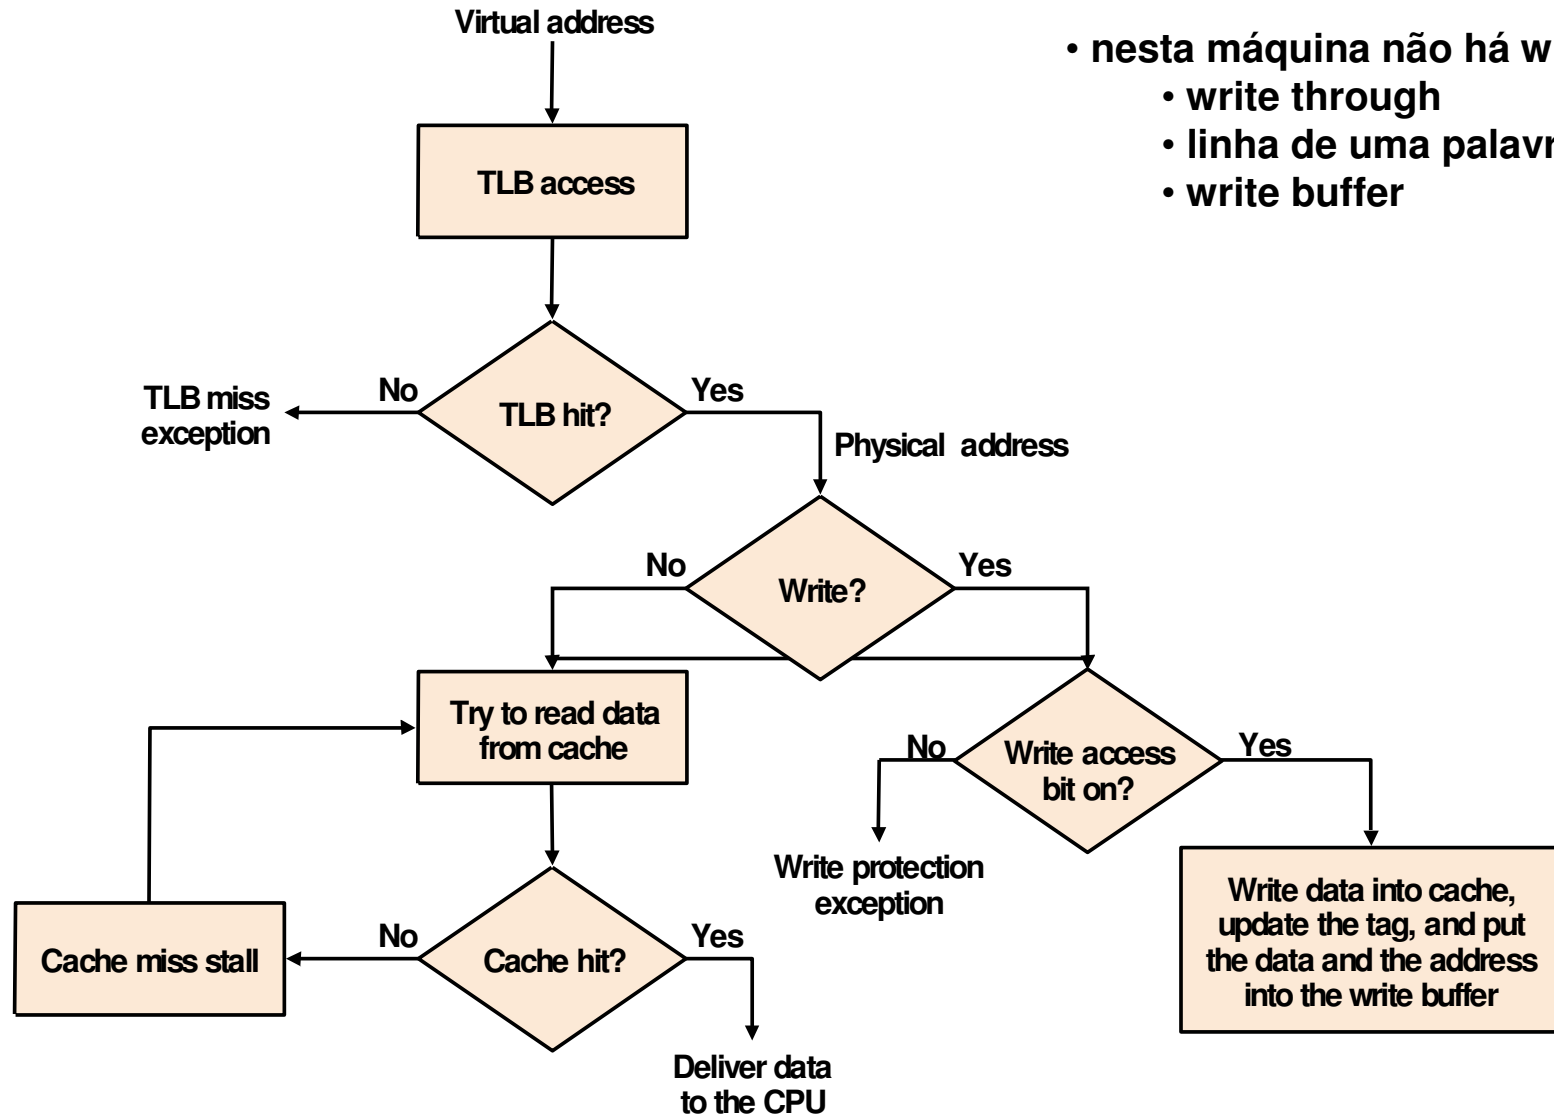 Virtual address
• nesta máquina não há
• write through
• linha de uma
• write buffer
TLB access
No
Yes
TLB miss
exception
TLB hit?
Physical address
No
Yes
Write?
Try to read data
from cache
No
Yes
Write access
bit on?
Write protection
exception
Write data into cache,
update the tag, and put
the data and the address
into the write buffer
No
Yes
Cache miss stall
Cache hit?
Deliver data
to the CPU